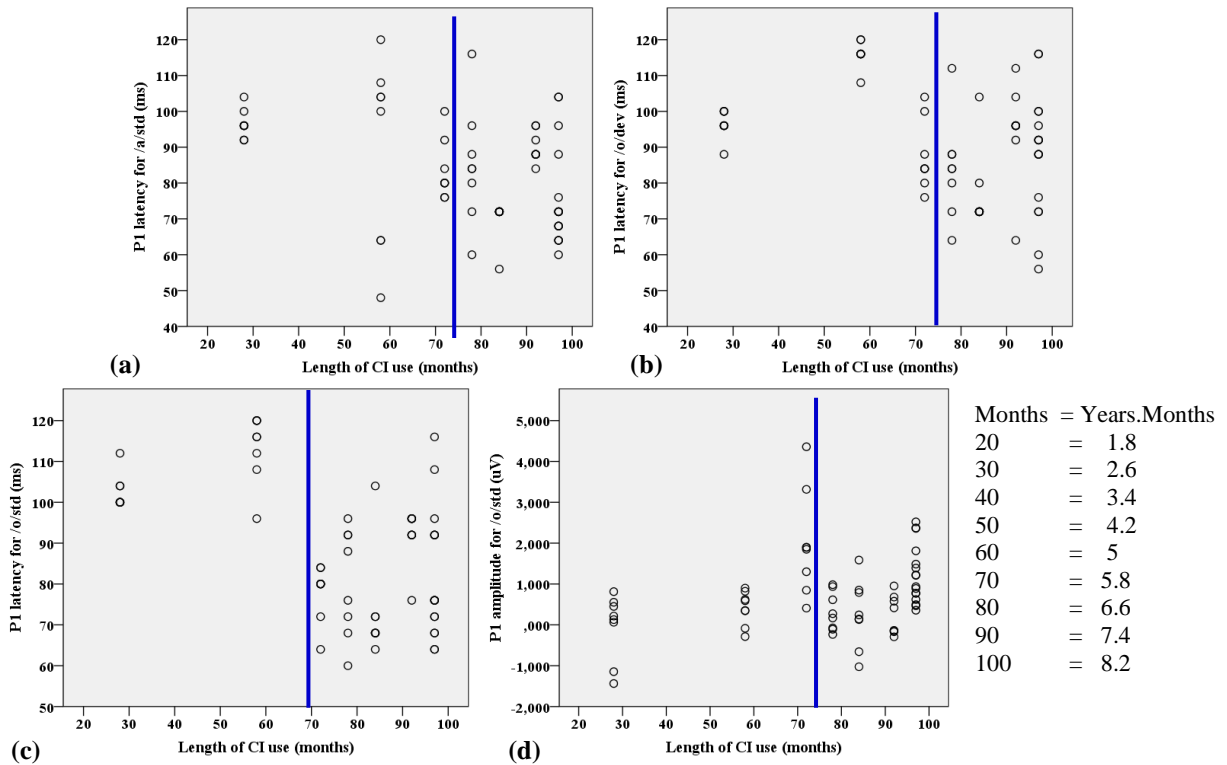 P1 latency for /a/std (ms)
120
110
100
90
80
70
60
50
40
20 30 40 50 60 70 80 90 100
Length of CI use (months)
(a)
P1 latency for /o/dev (ms)
120
110
100
90
80
70
60
50
40
20 30 40 50 60 70 80 90 100
Length of CI use (months)
(b)
P1 latency for /o/std (ms)
120
110
100
90
80
70
60
50
20 30 40 50 60 70 80 90 100
Length of CI use (months)
(c)
P1 amplitude for /o/std (uV)
5,000
4,000
3,000
2,000
1,000
,000
-1,000
-2,000
20 30 40 50 60 70 80 90 100
Length of CI use (months)
(d)
Months = Years.Months
20 = 1.8
30 = 2.6
40 = 3.4
50 = 4.2
60 = 5
70 = 5.8
80 = 6.6
90 = 7.4
100 = 8.2